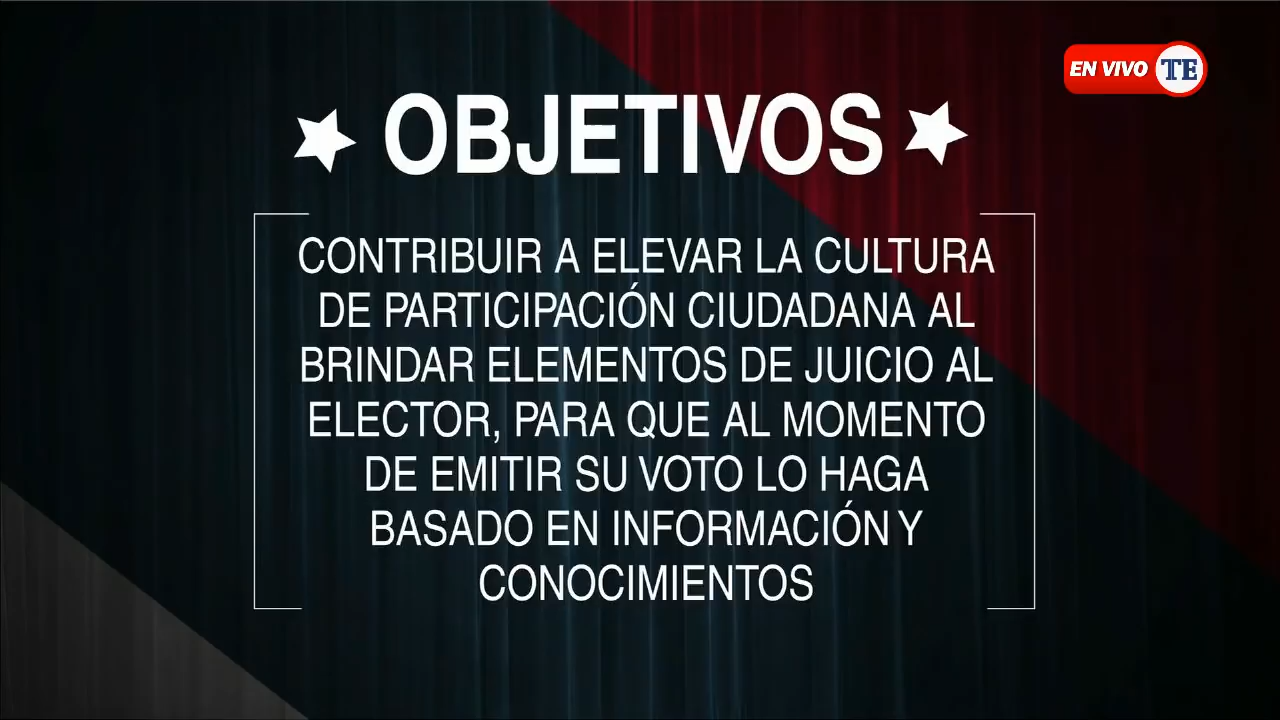 EN VIVO TE
OBJETIVOS
CONTRIBUIR A ELEVAR LA CULTURA
DE PARTICIPACIÓN CIUDADANA AL
BRINDAR ELEMENTOS DE JUICIO AL
ELECTOR, PARA QUE AL MOMENTO
DE EMITIR SU VOTO LO HAGA
BASADO EN INFORMACIÓN Y
CONOCIMIENTOS